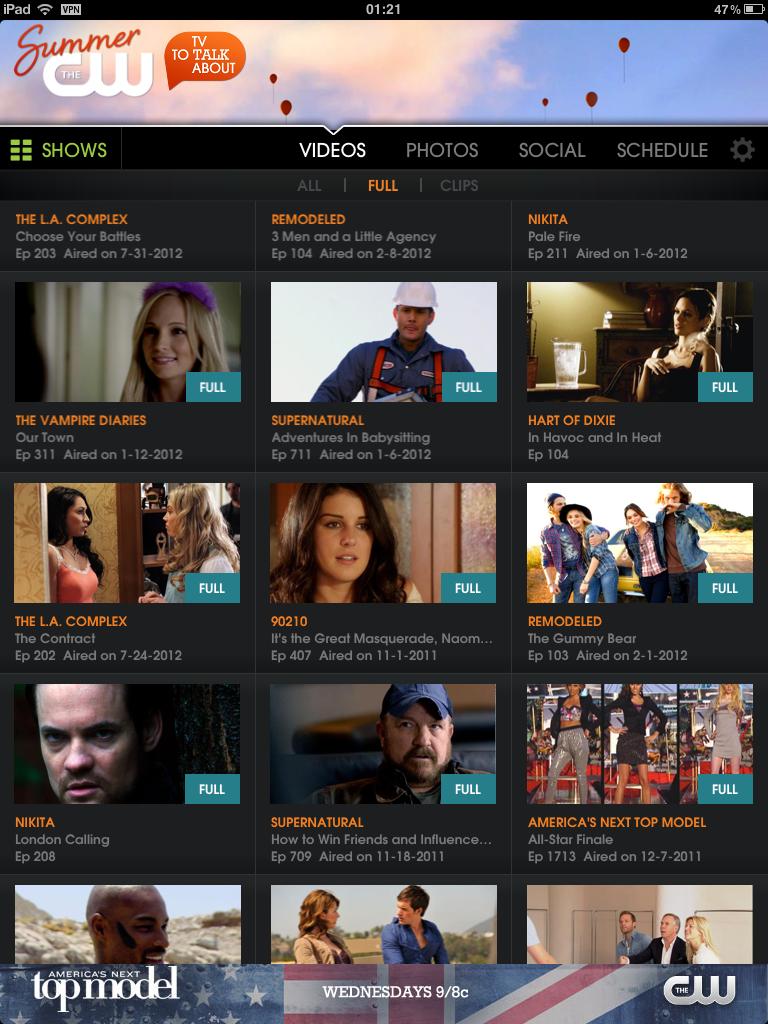 iPad VPN 01:21 47%
Summer
THE CW
TV
TO TALK
ABOUT
SHOWS VIDEOS PHOTOS SOCIAL SCHEDULE
ALL | FULL | CLIPS
THE L.A. COMPLEX
Choose Your Battles
Ep 203 Aired on 7-31-2012
REMODELED
3 Men and a Little Agency
Ep 104 Aired on 2-8-2012
NIKITA
Pale Fire
Ep 211 Aired on 1-6-2012
FULL
THE VAMPIRE DIARIES
Our Town
Ep 311 Aired on 1-12-2012
FULL
SUPERNATURAL
Adventures In Babysitting
Ep 711 Aired on 1-6-2012
FULL
HART OF DIXIE
In Havoc and In Heat
Ep 104
FULL
THE L.A. COMPLEX
The Contract
Ep 202 Aired on 7-24-2012
FULL
90210
It's the Great Masquerade, Naom...
Ep 407 Aired on 11-1-2011
FULL
REMODELED
The Gummy Bear
Ep 103 Aired on 2-1-2012
FULL
NIKITA
London Calling
Ep 208
FULL
SUPERNATURAL
How to Win Friends and Influence...
Ep 709 Aired on 11-18-2011
FULL
AMERICA'S NEXT TOP MODEL
All-Star Finale
Ep 1713 Aired on 12-7-2011
AMERICA'S NEXT
top model
WEDNESDAYS 9/8c
THE CW